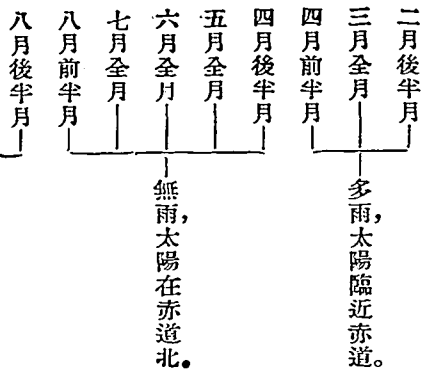 二月後半月
三月全月
四月前半月
多雨，太陽臨近赤道。
四月後半月
五月全月
六月全月
七月全月
八月前半月
無雨，太陽在赤道北。
八月後半月